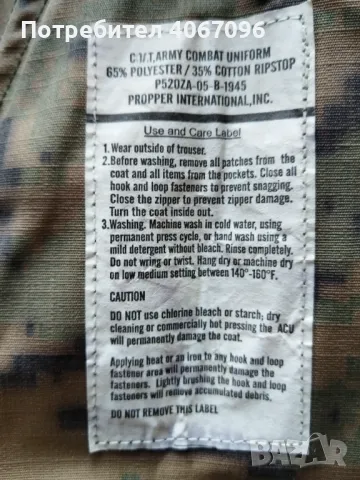 Потребител 4067096
C.1/.T, ARMY COMBAT UNIFORM
65% POLYESTER / 35% COTTON RIPSTOP
P520ZA-05-B-1945
PROPPER INTERNATIONAL, INC.
Use and Care Label
1. Wear outside of trouser.
2. Before washing, remove all patches from the
coat and all items from the pockets. Close all
hook and loop fasteners to prevent snagging.
Close the zipper to prevent zipper damage.
Turn the coat inside out.
3. Washing. Machine wash in cold water, using
permanent press cycle, or hand wash using a
mild detergent without bleach. Rinse completely.
Do not wring or twist. Hang dry or machine dry
on low medium setting between 140°-160°F.
CAUTION
DO NOT use chlorine bleach or starch; dry
cleaning or commercially hot pressing the ACU
will permanently damage the coat.
Applying heat or an iron to any hook and loop
fastener area will permanently damage the
fasteners. Lightly brushing the hook and loop
fasteners will remove accumulated debris.
DO NOT REMOVE THIS LABEL
BAZAR